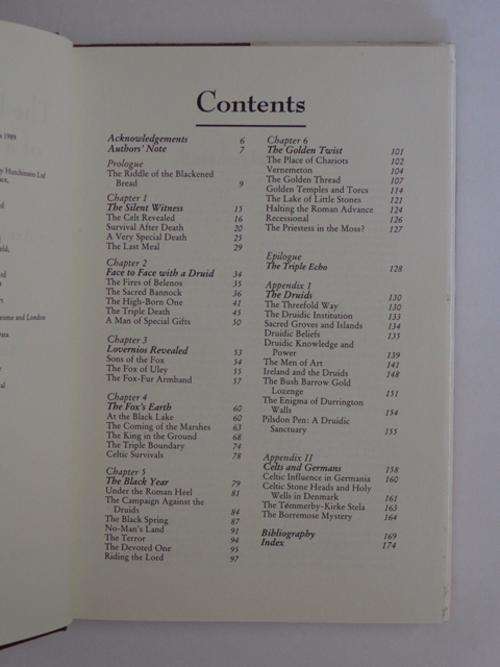 Contents
Acknowledgements 6
Authors' Note 7
Prologue
The Riddle of the Blackened
Bread 9
Chapter 1
The Silent Witness 15
The Celt Revealed 16
Survival After Death 20
A Very Special Death 25
The Last Meal 29
Chapter 2
Face to Face with a Druid 34
The Fires of Belenos 35
The Sacred Bannock 36
The High-Born One 41
The Triple Death 45
A Man of Special Gifts 50
Chapter 3
Lovernios Revealed 53
Sons of the Fox 54
The Fox of Uley 55
The Fox-Fur Armband 57
Chapter 4
The Fox's Earth 60
At the Black Lake 60
The Coming of the Marshes 63
The King in the Ground 68
The Triple Boundary 74
Celtic Survivals 78
Chapter 5
The Black Year 79
Under the Roman Heel 81
The Campaign Against the
Druids 84
The Black Spring 87
No-Man's Land 91
The Terror 94
The Devoted One 95
Riding the Lord 97
Chapter 6
The Golden Twist 101
The Place of Chariots 102
Vernemeton 104
The Golden Thread 107
Golden Temples and Torcs 114
The Lake of Little Stones 121
Halting the Roman Advance 124
Recessional 126
The Priestess in the Moss? 127
Epilogue
The Triple Echo 128
Appendix I
The Druids 130
The Threefold Way 130
The Druidic Institution 133
Sacred Groves and Islands 134
Druidic Beliefs 135
Druidic Knowledge and
Power 139
The Men of Art 141
Ireland and the Druids 148
The Bush Barrow Gold
Lozenge 151
The Enigma of Durrington
Walls 154
Pilsdon Pen: A Druidic
Sanctuary 155
Appendix II
Celts and Germans 158
Celtic Influence in Germania 160
Celtic Stone Heads and Holy
Wells in Denmark 161
The Tømmerby-Kirke Stela 163
The Borremose Mystery 164
Bibliography 169
Index 174